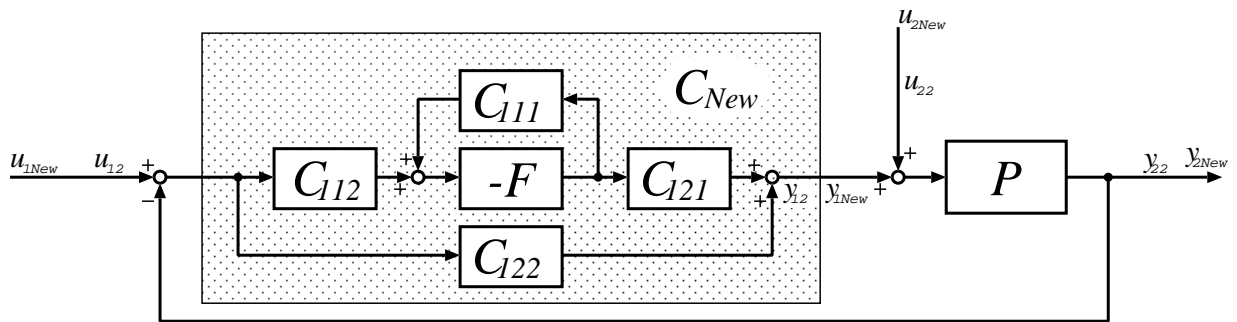 u2New
CNew
C111
u22
u1New
u12
+
−
C112
+
+
-F
C121
+
+
y12
y1New
+
+
P
y22
y2New
C122